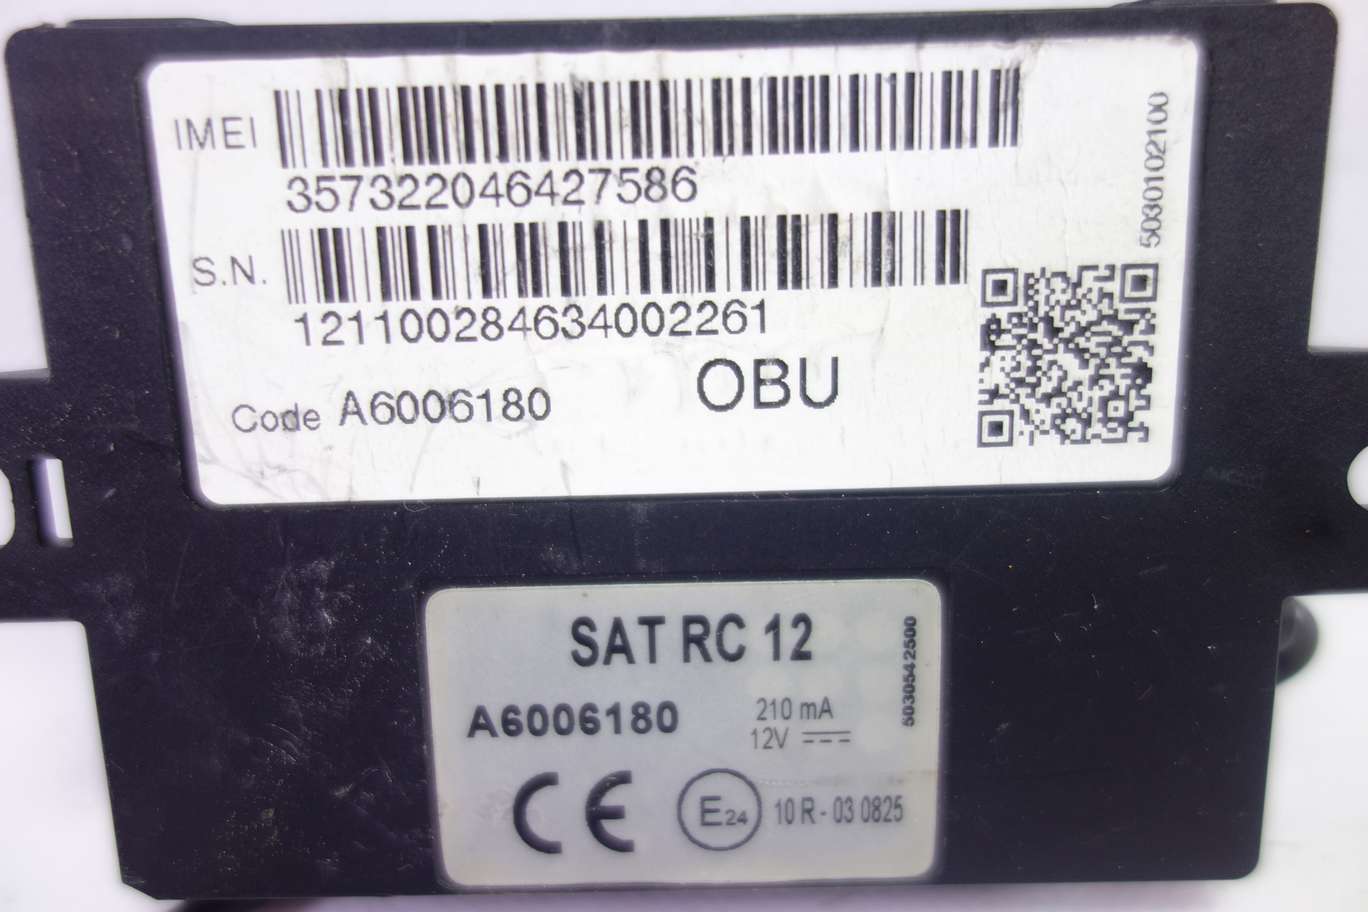 IMEI
357322046427586
S.N.
121100284634002261
Code A6006180
OBU
5030102100
SAT RC 12
A6006180
210 mA
12V
5030542500
CE
E24
10 R - 03 0825